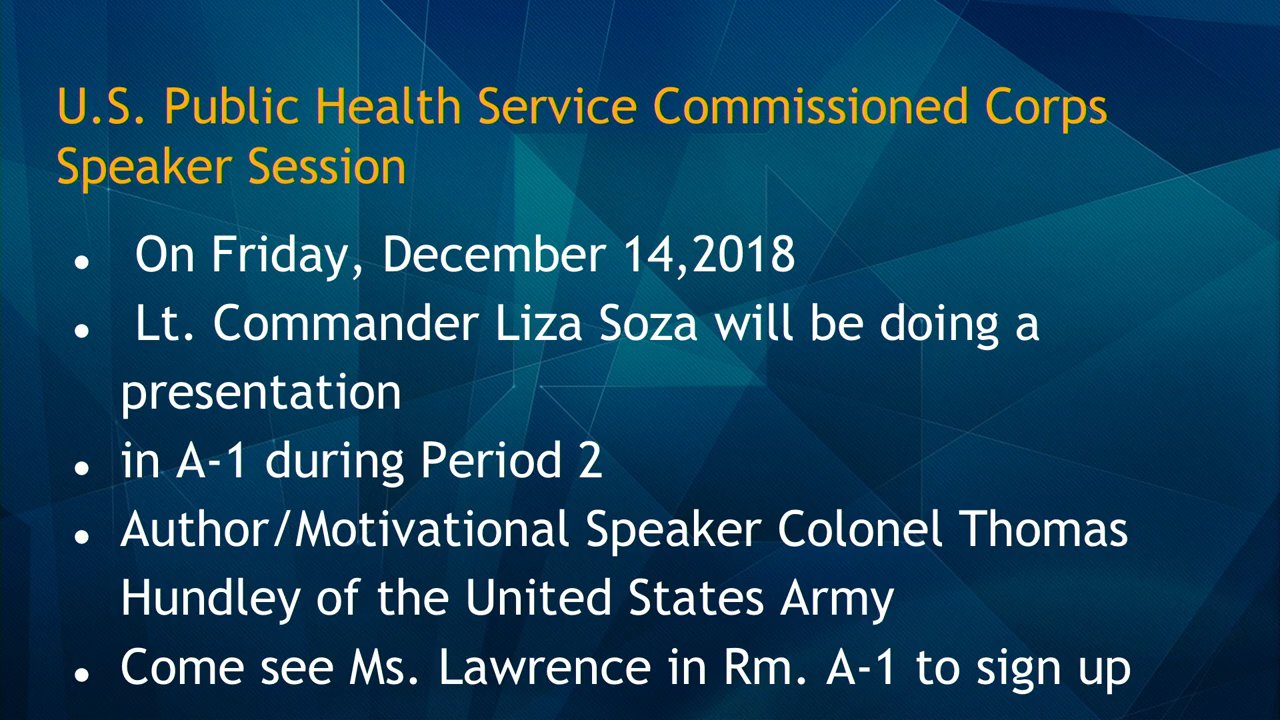 U.S. Public Health Service Commissioned Corps
Speaker Session
• On Friday, December 14,2018
• Lt. Commander Liza Soza will be doing a
presentation
• in A-1 during Period 2
• Author/Motivational Speaker Colonel Thomas
Hundley of the United States Army
• Come see Ms. Lawrence in Rm. A-1 to sign up